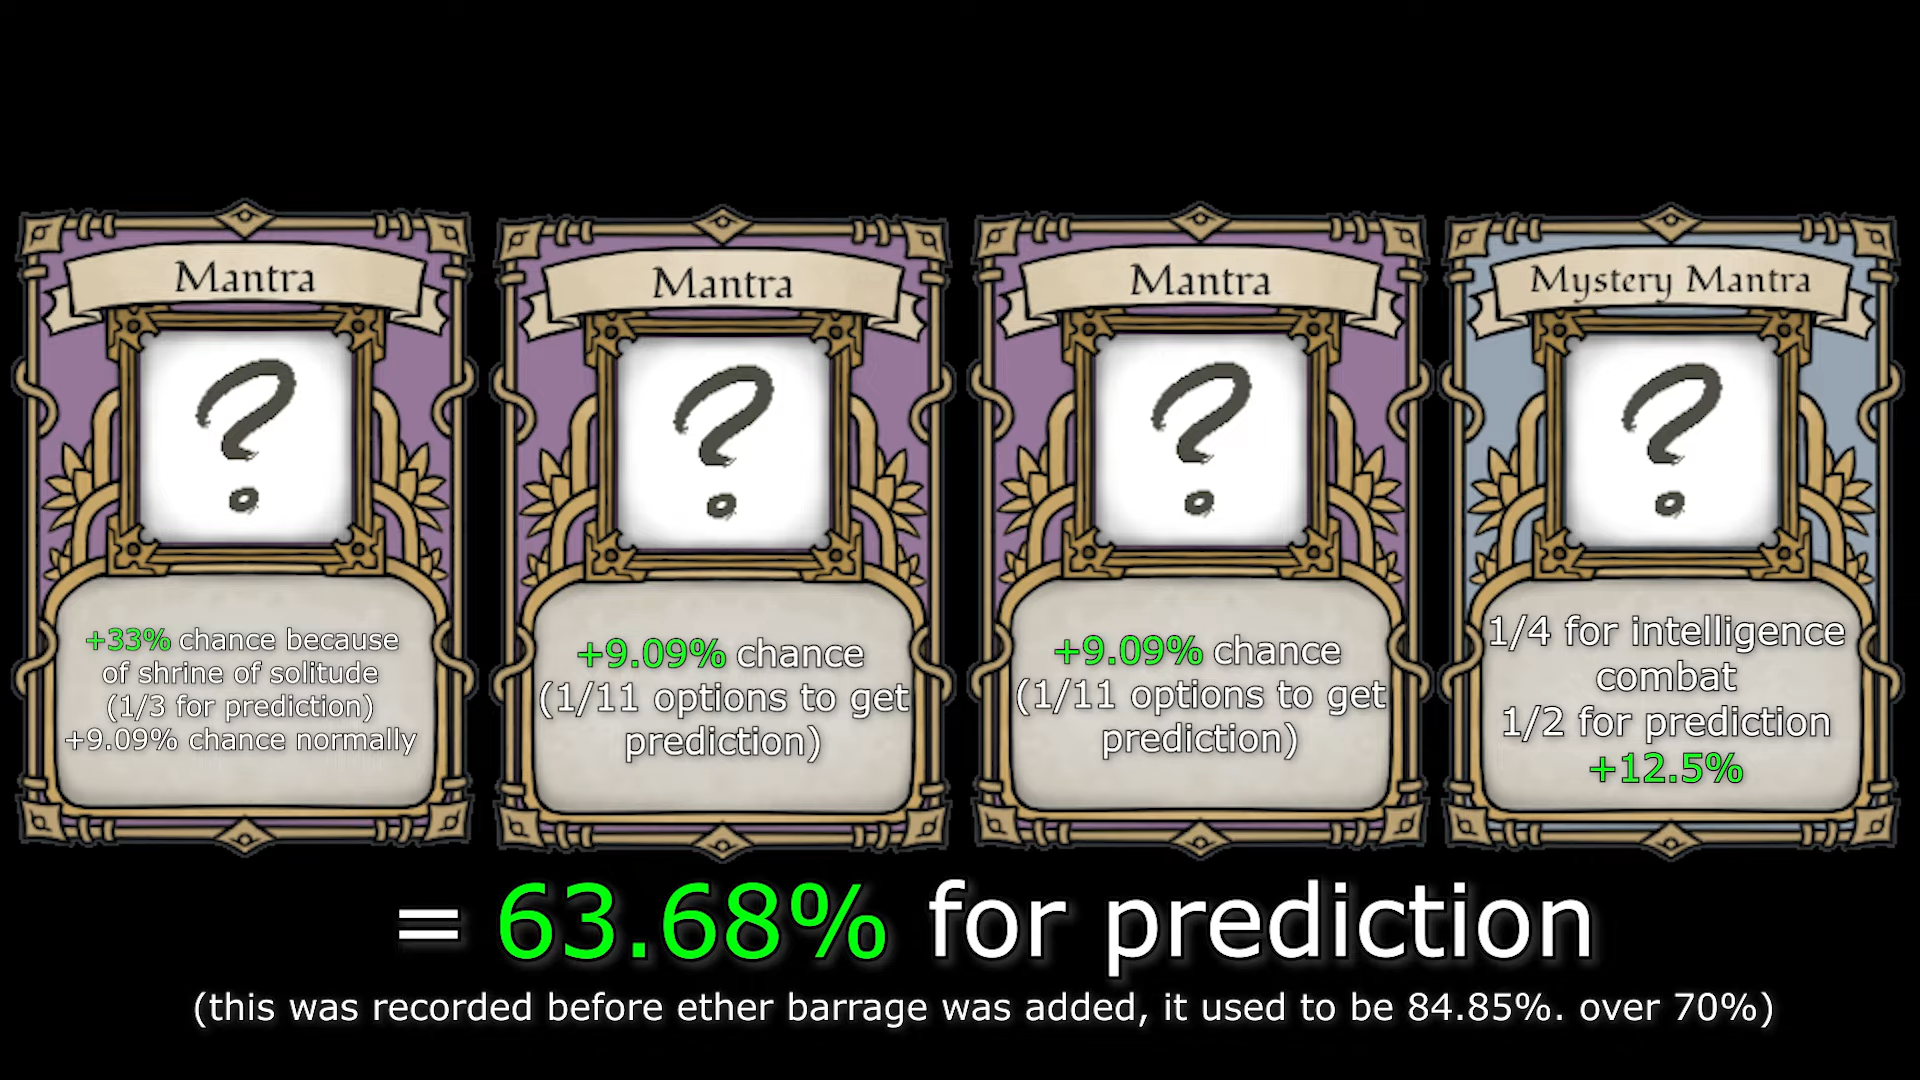 Mantra
+33% chance because
of shrine of solitude
(1/3 for prediction)
+9.09% chance normally
Mantra
+9.09% chance
(1/11 options to get
prediction)
Mantra
+9.09% chance
(1/11 options to get
prediction)
Mystery Mantra
1/4 for intelligence
combat
1/2 for prediction
+12.5%
= 63.68% for prediction
(this was recorded before ether barrage was added, it used to be 84.85%. over 70%)